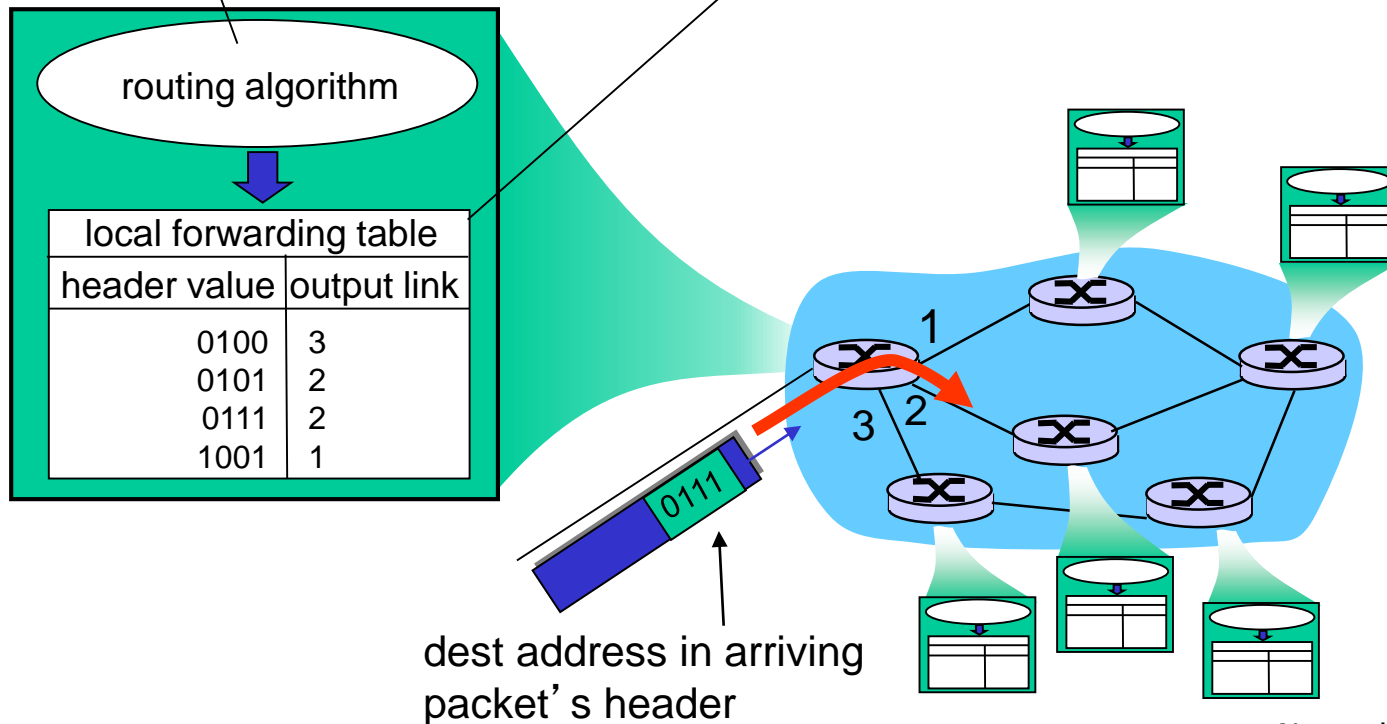 routing algorithm
local forwarding table
header value output link
0100 3
0101 2
0111 2
1001 1
1
2
3
0111
dest address in arriving
packet’s header